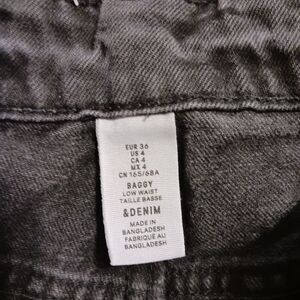 EUR 36
US 4
CA 4
MX 4
CN 165/68A
BAGGY
LOW WAIST
TAILLE BASSE
&DENIM
MADE IN
BANGLADESH
FABRIQUÉ AU
BANGLADESH